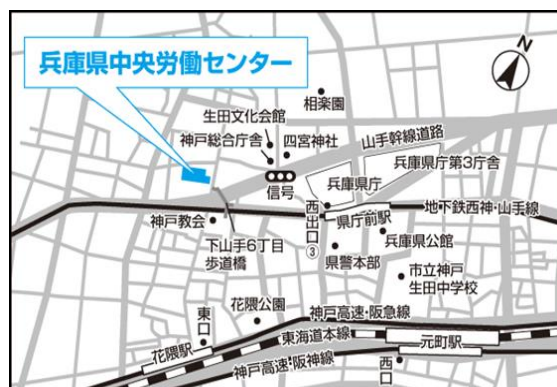 兵庫県中央労働センター
N
相楽園
生田文化会館
神戸総合庁舎
四宮神社
山手幹線道路
兵庫県庁第3庁舎
信号
兵庫県庁
西出口
③
県庁前駅
地下鉄西神・山手線
神戸教会
下山手6丁目
歩道橋
兵庫県公館
県警本部
市立神戸
生田中学校
花隈公園
東口
花隈駅
神戸高速・阪急線
東海道本線
元町駅
神戸高速・阪神線
西口